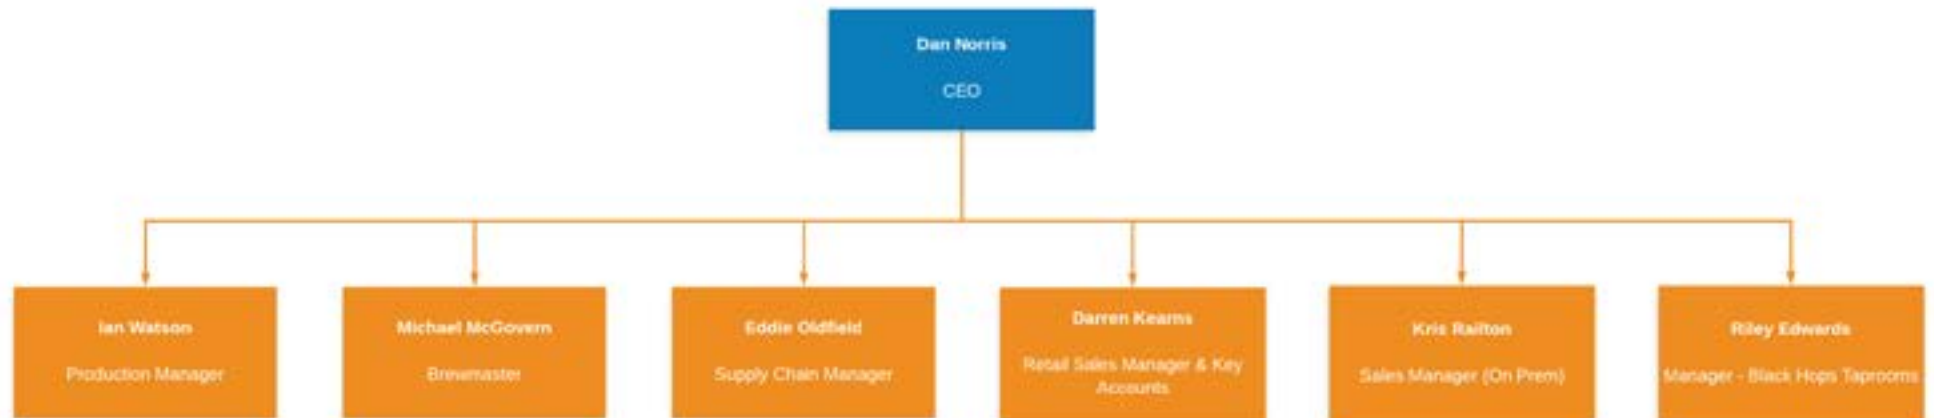 Dan Norris
CEO
Ian Watson
Production Manager
Michael McGovern
Brewmaster
Eddie Oldfield
Supply Chain Manager
Darren Kearns
Retail Sales Manager & Key
Accounts
Kris Railton
Sales Manager (On Prem)
Riley Edwards
Manager - Black Hops Taprooms